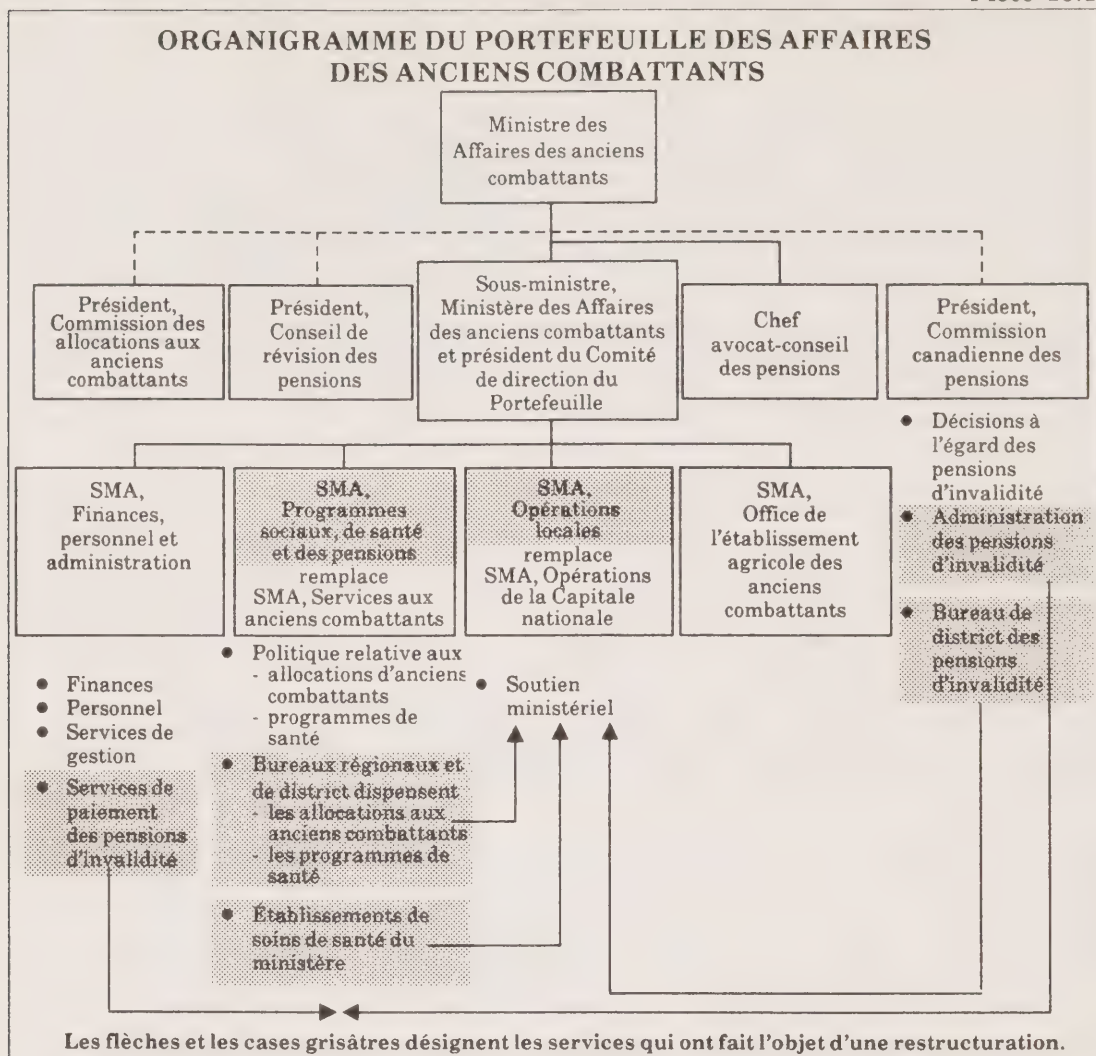 ORGANIGRAMME DU PORTEFEUILLE DES AFFAIRES
DES ANCIENS COMBATTANTS
Ministre des
Affaires des anciens
combattants
Président,
Commission des
allocations aux
anciens
combattants
Président,
Conseil de
révision des
pensions
Sous-ministre,
Ministère des Affaires
des anciens combattants
et président du Comité
de direction du
Portefeuille
Chef
avocat-conseil
des pensions
Président,
Commission
canadienne des
pensions
● Décisions à
l'égard des
pensions
d'invalidité
● Administration
des pensions
d'invalidité
● Bureau de
district des
pensions
d'invalidité
SMA,
Finances,
personnel et
administration
SMA,
Programmes
sociaux, de santé
et des pensions
remplace
SMA, Services aux
anciens combattants
SMA,
Opérations
locales
remplace
SMA, Opérations
de la Capitale
nationale
SMA,
Office de
l'établissement
agricole des
anciens
combattants
● Finances
● Personnel
● Services de
gestion
● Services de
paiement
des pensions
d'invalidité
● Politique relative aux
- allocations d'anciens
combattants
- programmes de
santé
● Bureaux régionaux et
de district dispensent
- les allocations aux
anciens combattants
- les programmes de
santé
● Établissements de
soins de santé du
ministère
● Soutien
ministériel
Les flèches et les cases grisâtres désignent les services qui ont fait l'objet d'une restructuration.